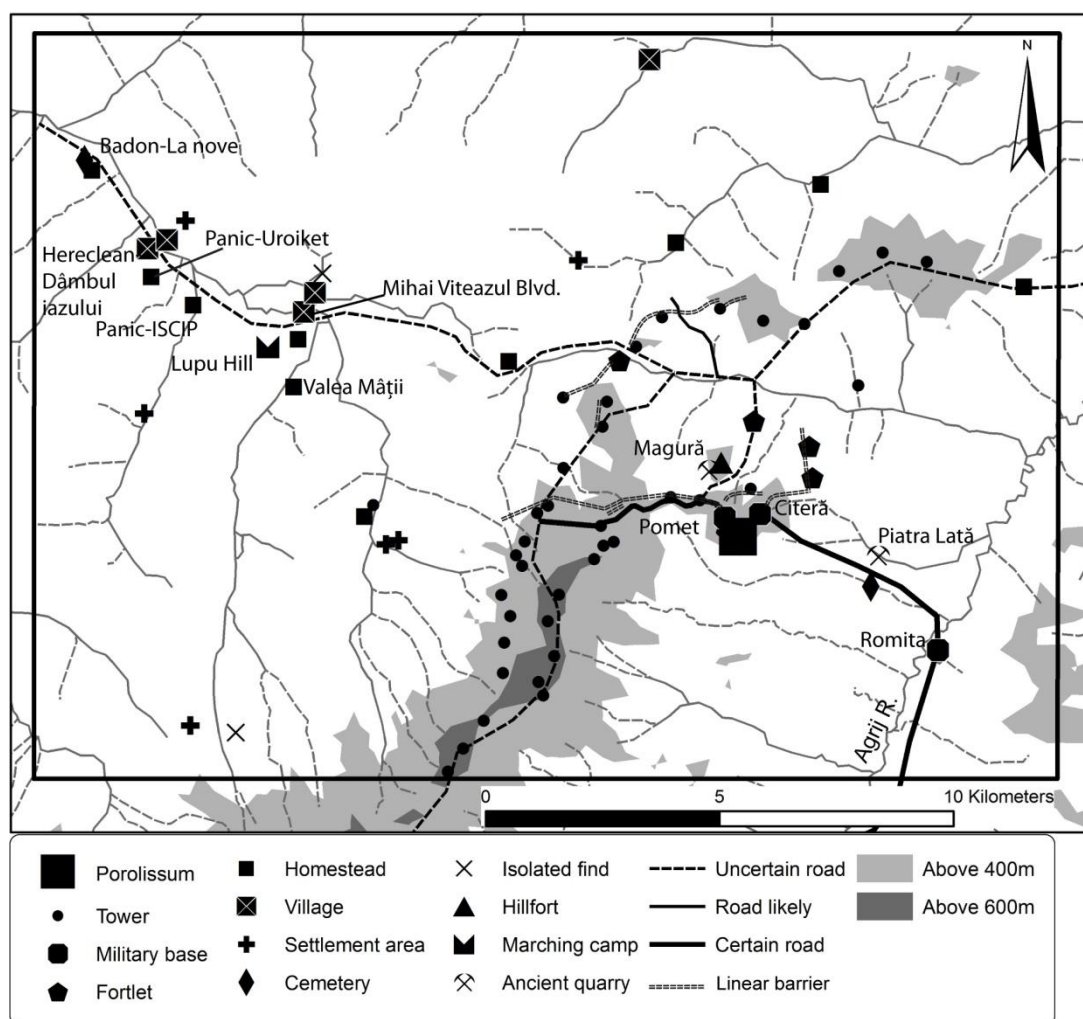 N
Badon-La nove
Panic-Uroiket
Hereclean
Dâmbul
iazului
Mihai Viteazul Blvd.
Panic-ISCIP
Lupu Hill
Valea Mâții
Magură
Citeră
Pomet
Piatra Lată
Romita
Agrij R.
0 5 10 Kilometers
Porolissum
Tower
Military base
Fortlet
Homestead
Village
Settlement area
Cemetery
Isolated find
Hillfort
Marching camp
Ancient quarry
Uncertain road
Road likely
Certain road
Linear barrier
Above 400m
Above 600m